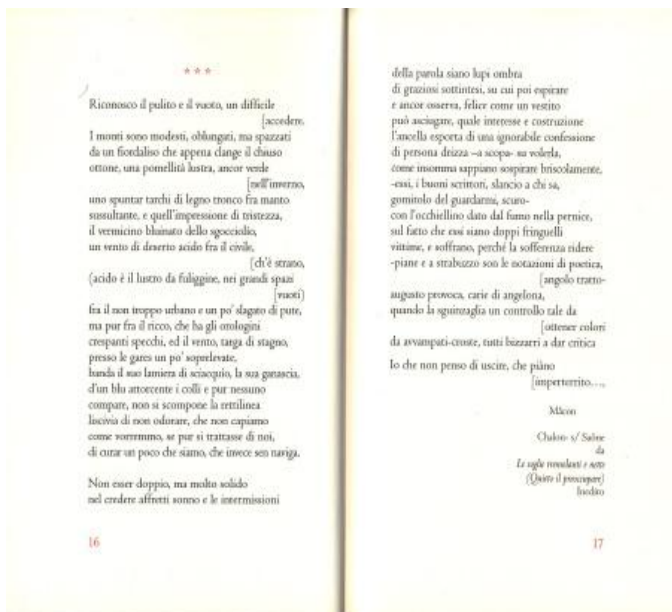 ***
Riconosco il pulito e il vuoto, un difficile
[accedere.
I monti sono modesti, oblungati, ma spazzati
da un fiordaliso che appena clange il chiuso
ottone, una pomellità lustra, ancor verde
[nell'inverno,
uno spuntar tarchi di legno tronco fra manto
sussultante, e quell'impressione di tristezza,
il vermicino bluinato dello sgocciolio,
un vento di deserto acido fra il civile,
[ch'è strano,
(acido è il lustro da fuliggine, nei grandi spazi
[vuoti)
fra il non troppo urbano e un po' slagato di pute,
ma pur fra il ricco, che ha gli orologini
crespanti specchi, ed il vento, targa di stagno,
presso le gares un po' soprelevate,
banda il suo lamiera di sciacquio, la sua ganascia,
d'un blu attorcente i colli e pur nessuno
compare, non si scompone la rettilinea
liscivia di non odorare, che non capiamo
come vorremmo, se pur si trattasse di noi,
di curar un poco che siamo, che invece sen naviga.
Non esser doppio, ma molto solido
nel credere affretti sonno e le intermissioni
16
della parola siano lupi ombra
di graziosi sottintesi, su cui poi espirare
e ancor osserva, felice come un vestito
può asciugare, quale interesse e costruzione
l'ancella esporta di una ignorabile confessione
di persona drizza –a scopa– su volerla,
come insomma sappiano sospirare briscolamente,
-essi, i buoni scrittori, slancio a chi sa,
gomitolo del guardarmi, scuro-
con l'occhiellino dato dal fumo nella pernice,
sul fatto che essi siano doppi fringuelli
vittime, e soffrano, perché la sofferenza ridere
-piane e a strabuzzo son le notazioni di poetica,
[angolo tratto-
augusto provoca, carie di angelona,
quando la sguinzaglia un controllo tale da
[ottener colori
da avvampati-croste, tutti bizzarri a dar critica
Io che non penso di uscire, che piàno
[imperterrito...,
Mâcon
Chalon- s/ Saône
da
Le soglie
(Quieto il preoccupare)
Inedito
17